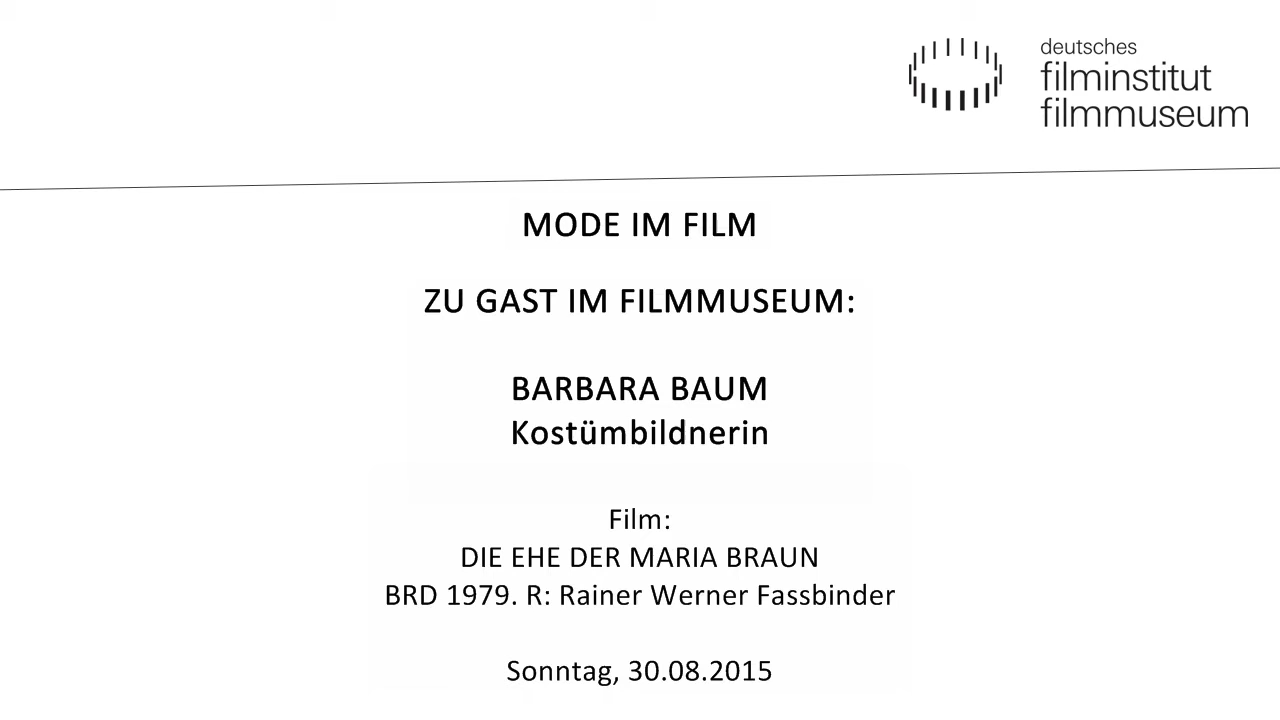 deutsches
filminstitut
filmmuseum
MODE IM FILM
ZU GAST IM FILMMUSEUM:
BARBARA BAUM
Kostümbildnerin
Film:
DIE EHE DER MARIA BRAUN
BRD 1979. R: Rainer Werner Fassbinder
Sonntag, 30.08.2015